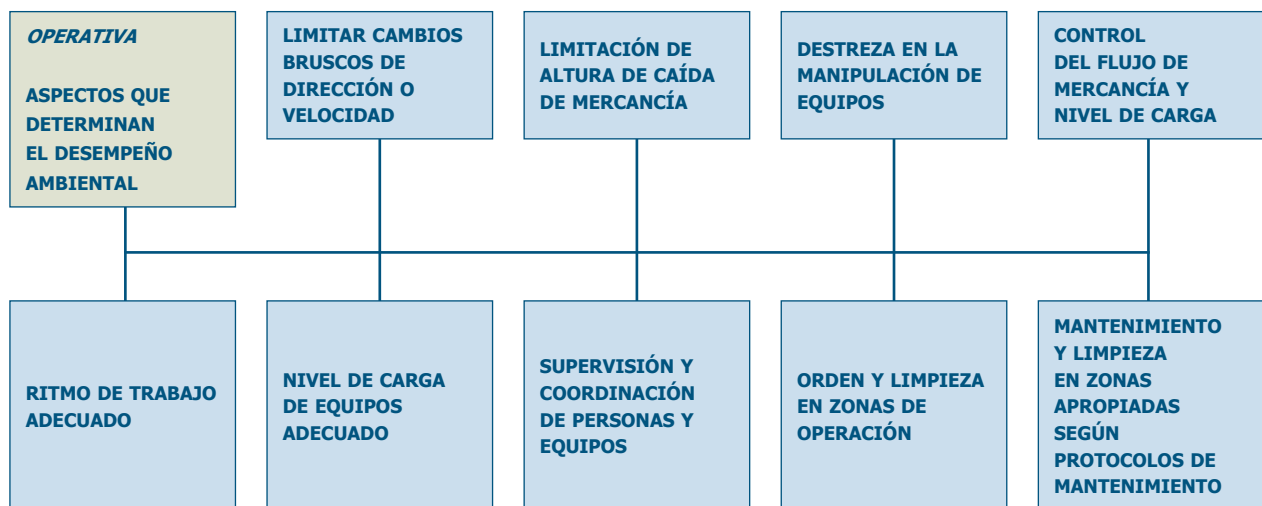 OPERATIVA
ASPECTOS QUE
DETERMINAN
EL DESEMPEÑO
AMBIENTAL
LIMITAR CAMBIOS
BRUSCOS DE
DIRECCIÓN O
VELOCIDAD
LIMITACIÓN DE
ALTURA DE CAÍDA
DE MERCANCÍA
DESTREZA EN LA
MANIPULACIÓN DE
EQUIPOS
CONTROL
DEL FLUJO DE
MERCANCÍA Y
NIVEL DE CARGA
RITMO DE TRABAJO
ADECUADO
NIVEL DE CARGA
DE EQUIPOS
ADECUADO
SUPERVISIÓN Y
COORDINACIÓN
DE PERSONAS Y
EQUIPOS
ORDEN Y LIMPIEZA
EN ZONAS DE
OPERACIÓN
MANTENIMIENTO
Y LIMPIEZA
EN ZONAS
APROPIADAS
SEGÚN
PROTOCOLOS DE
MANTENIMIENTO